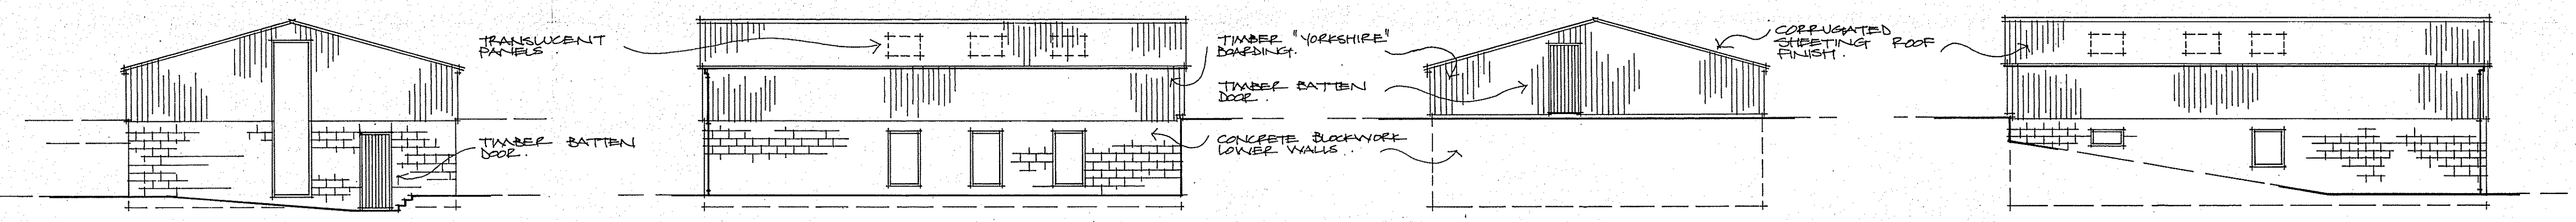 TRANSLUCENT
PANELS.
TIMBER BATTEN
DOOR.
TIMBER "YORKSHIRE"
BOARDING.
TIMBER BATTEN
DOOR.
CONCRETE BLOCKWORK
LOWER WALLS.
CORRUGATED
SHEETING ROOF
FINISH.